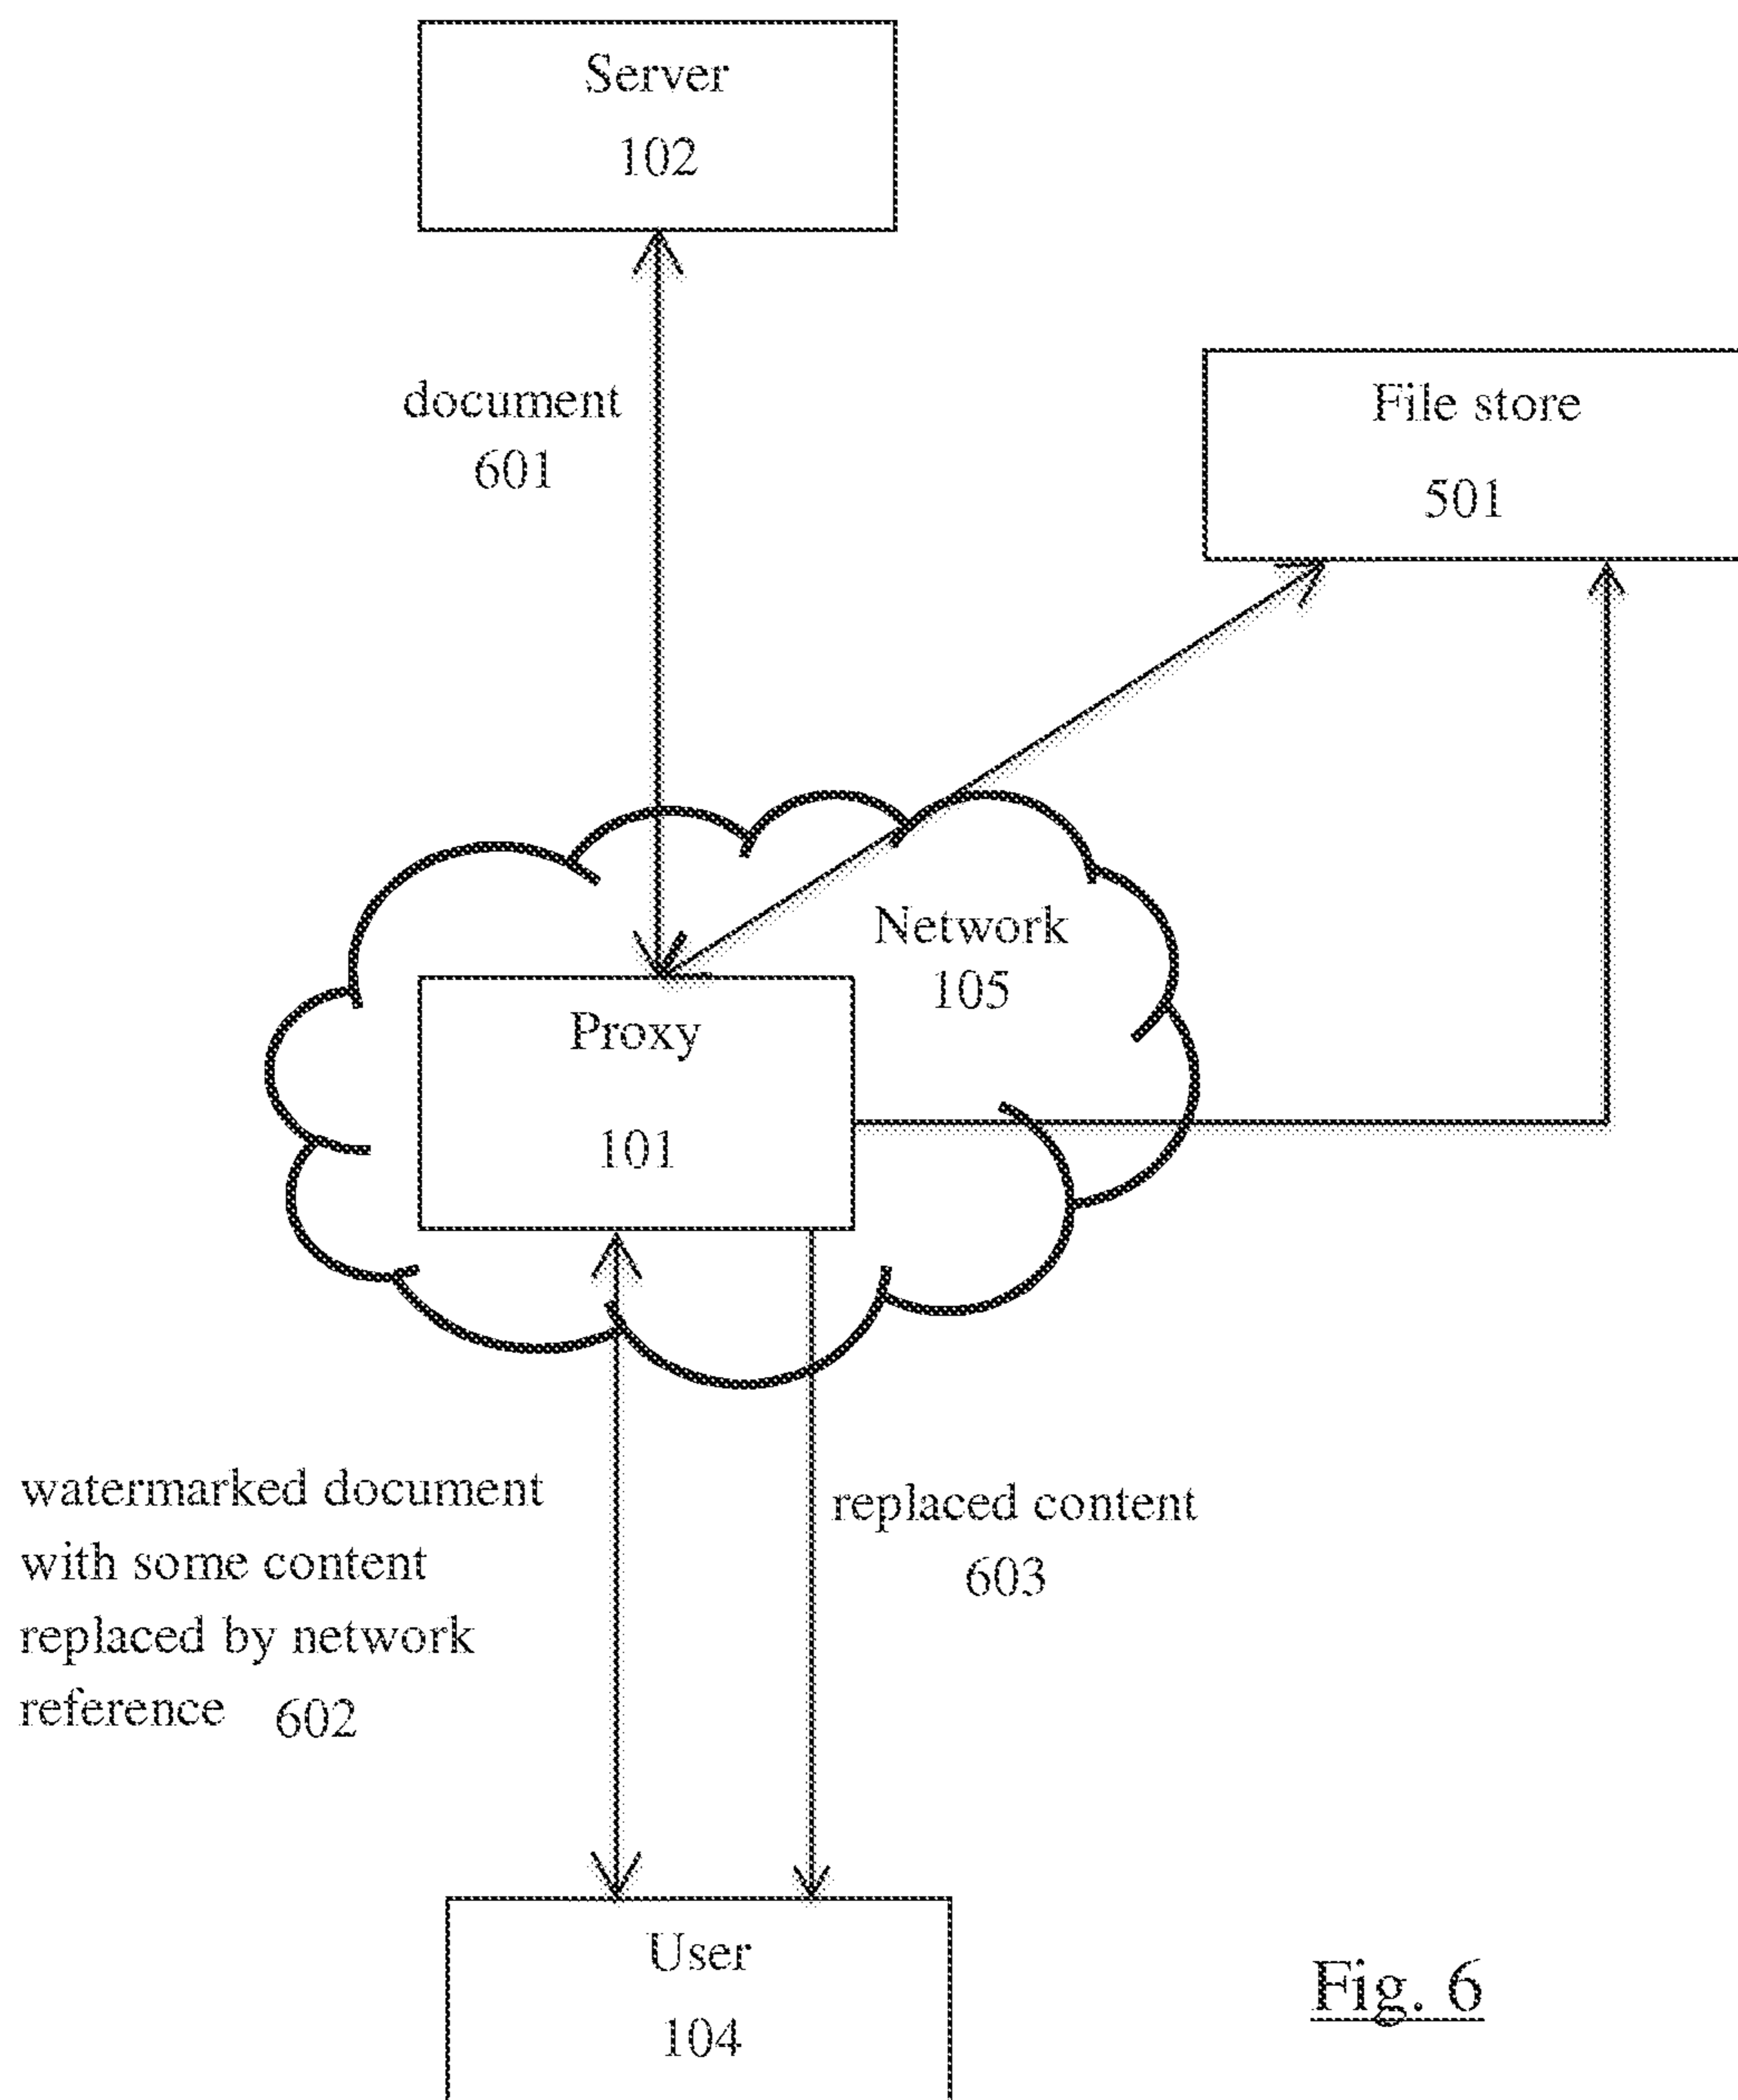 Server
102
document
601
File store
501
Network
105
Proxy
101
watermarked document
with some content
replaced by network
reference 602
replaced content
603
User
104
Fig. 6